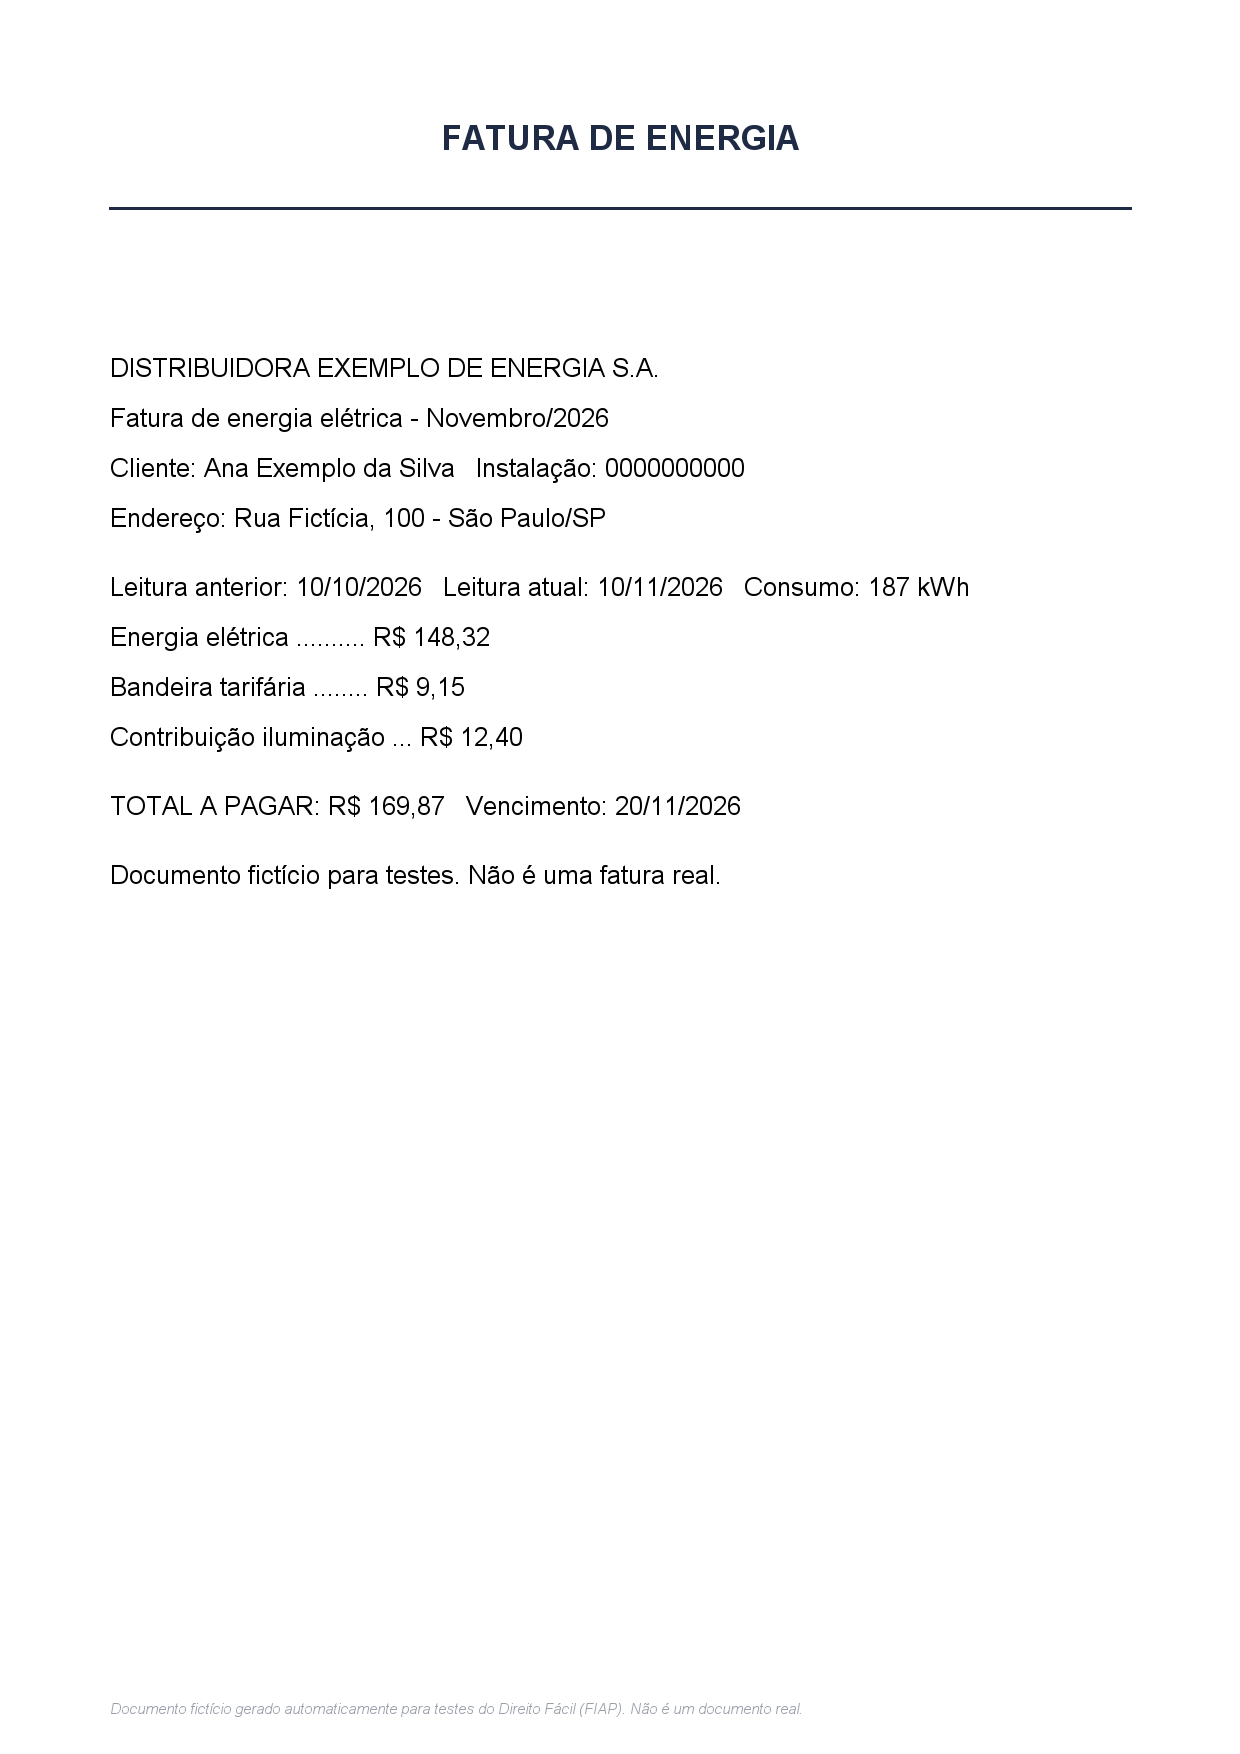 FATURA DE ENERGIA
DISTRIBUIDORA EXEMPLO DE ENERGIA S.A.
Fatura de energia elétrica - Novembro/2026
Cliente: Ana Exemplo da Silva   Instalação: 0000000000
Endereço: Rua Fictícia, 100 - São Paulo/SP
Leitura anterior: 10/10/2026   Leitura atual: 10/11/2026   Consumo: 187 kWh
Energia elétrica .......... R$ 148,32
Bandeira tarifária ........ R$ 9,15
Contribuição iluminação ... R$ 12,40
TOTAL A PAGAR: R$ 169,87   Vencimento: 20/11/2026
Documento fictício para testes. Não é uma fatura real.
Documento fictício gerado automaticamente para testes do Direito Fácil (FIAP). Não é um documento real.